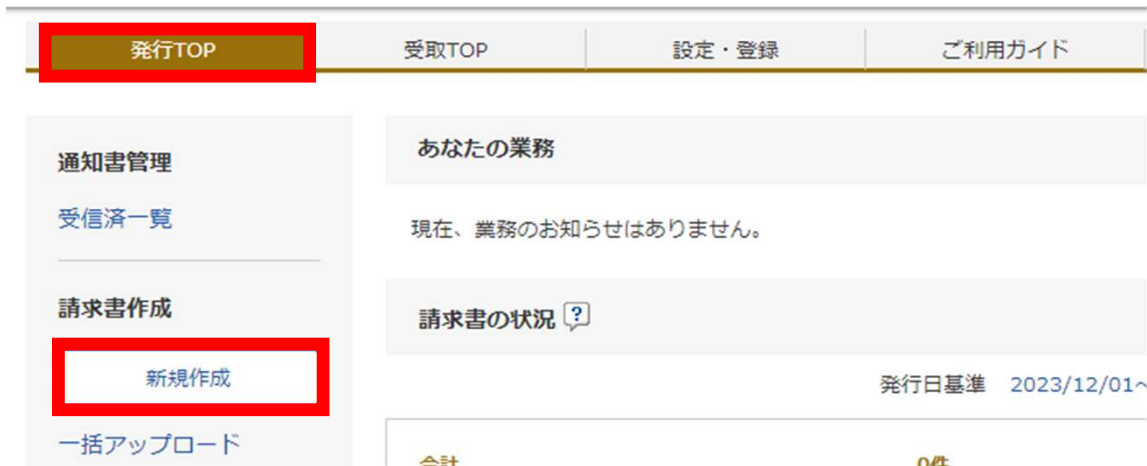 発行TOP 受取TOP 設定・登録 ご利用ガイド
通知書管理
受信済一覧
請求書作成
新規作成
一括アップロード
あなたの業務
現在、業務のお知らせはありません。
請求書の状況 ?
発行日基準 2023/12/01~
合計 0件